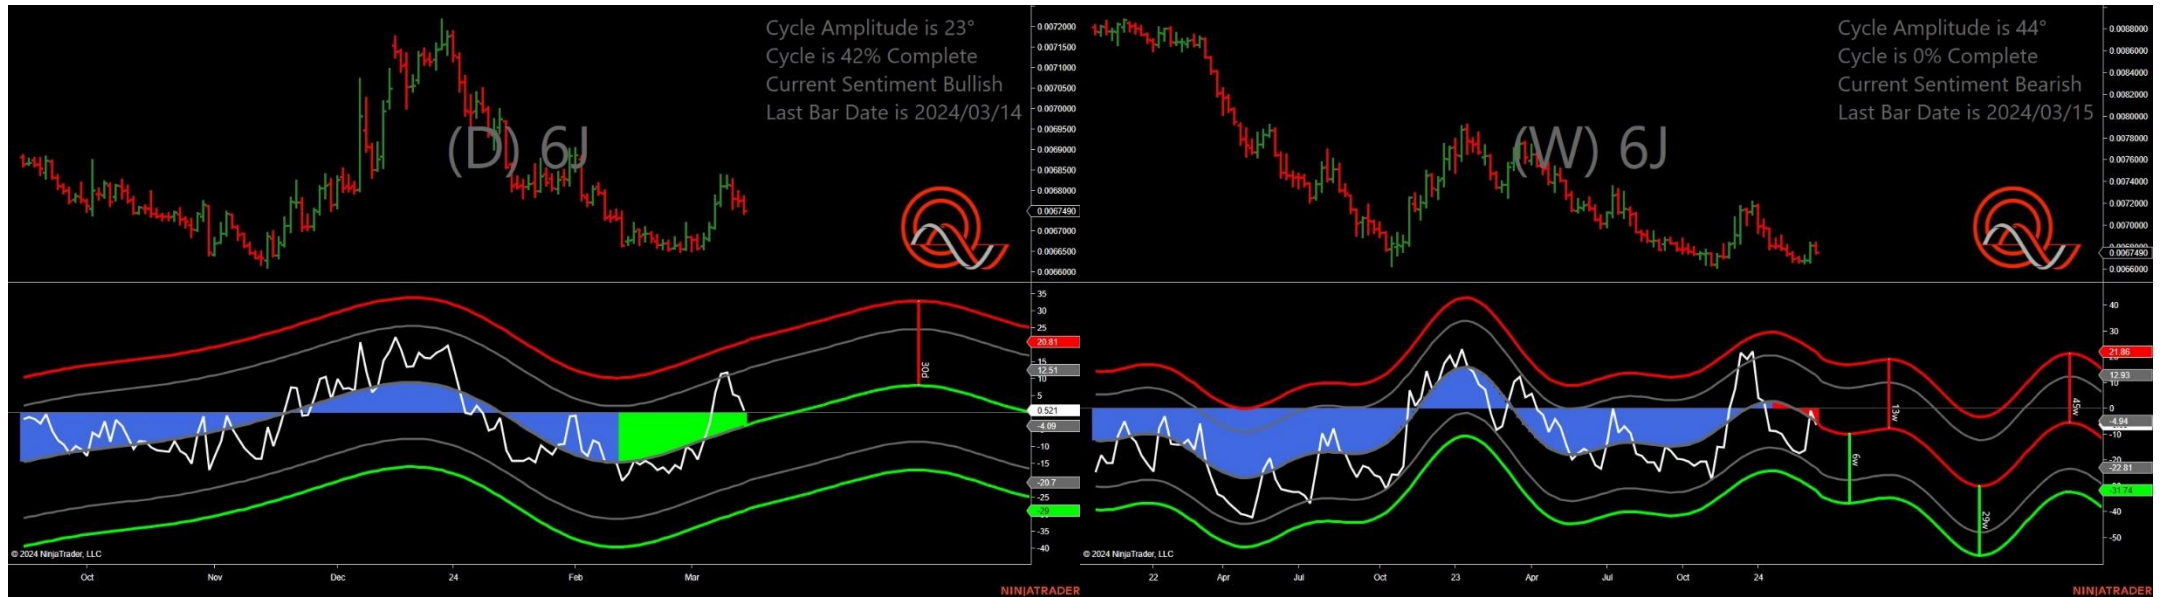 Cycle Amplitude is 23°
Cycle is 42% Complete
Current Sentiment Bullish
Last Bar Date is 2024/03/14
(D) 6J
0.0072000
0.0071500
0.0071000
0.0070500
0.0070000
0.0069500
0.0069000
0.0068500
0.0068000
0.0067490
0.0067000
0.0066500
0.0066000
35
30
25
20.81
15
12.51
10
5
0.521
-4.09
-10
-15
-20.7
-25
-29
-35
-40
30d
© 2024 NinjaTrader, LLC
Oct
Nov
Dec
24
Feb
Mar
NINJATRADER
Cycle Amplitude is 44°
Cycle is 0% Complete
Current Sentiment Bearish
Last Bar Date is 2024/03/15
(W) 6J
0.0088000
0.0086000
0.0084000
0.0082000
0.0080000
0.0078000
0.0076000
0.0074000
0.0072000
0.0070000
0.0067490
0.0066000
40
30
21.86
12.93
10
0
-4.94
-10
-22.81
-31.74
-40
-50
6w
13w
29w
45w
© 2024 NinjaTrader, LLC
22
Apr
Jul
Oct
23
Apr
Jul
Oct
24
NINJATRADER